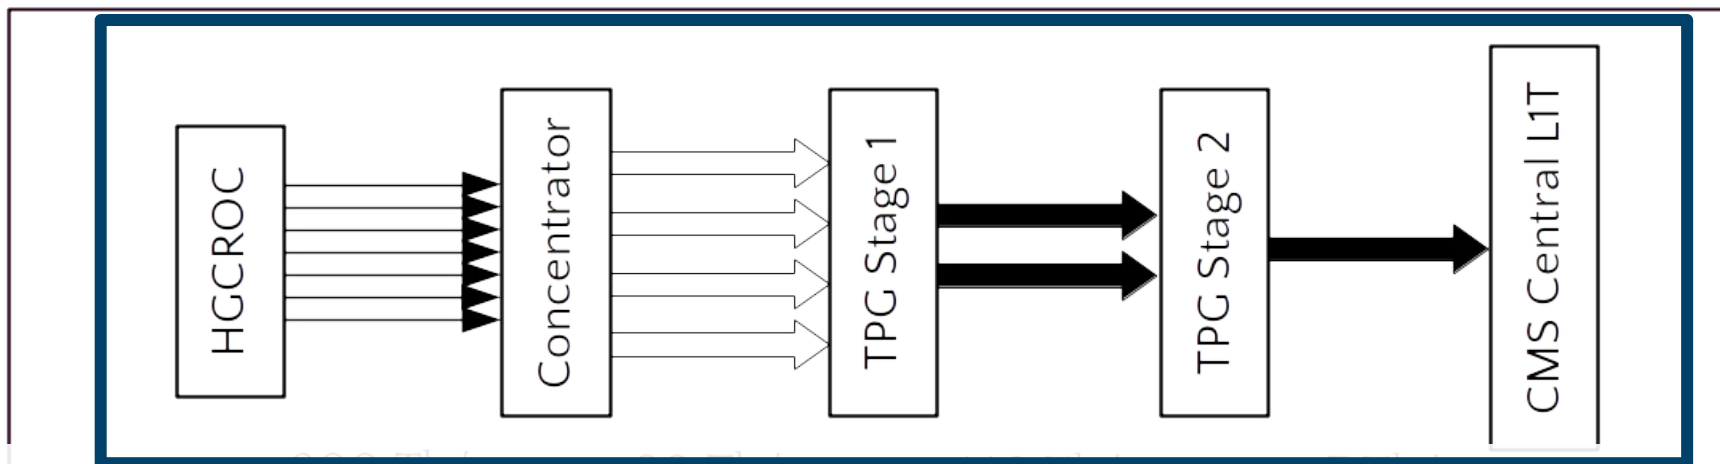 HGCROC
Concentrator
TPG Stage 1
TPG Stage 2
CMS Central L1T